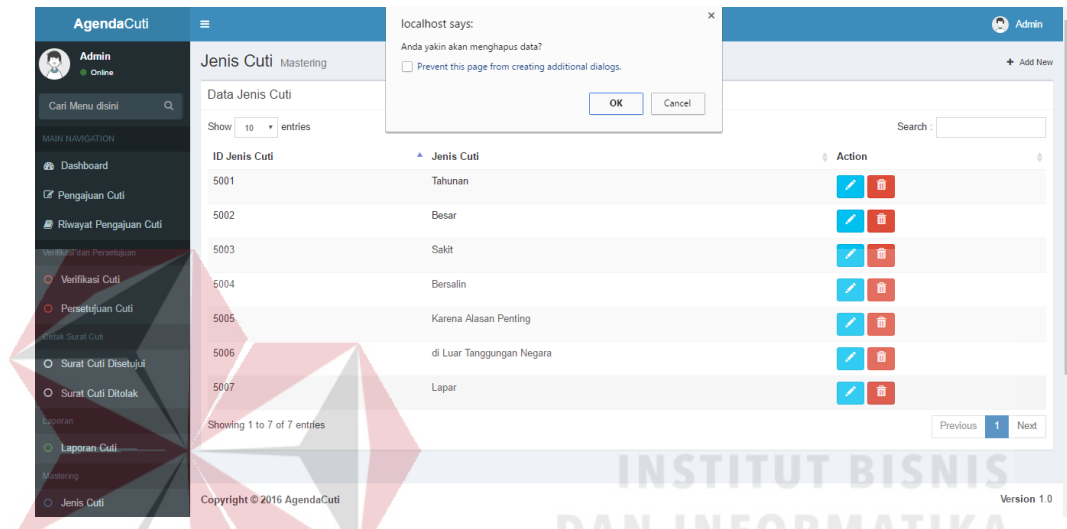 AgendaCuti
Admin
Admin
Online
Cari Menu disini
MAIN NAVIGATION
Dashboard
Pengajuan Cuti
Riwayat Pengajuan Cuti
Verifikasi dan Persetujuan
Verifikasi Cuti
Persetujuan Cuti
Cetak Surat Cuti
Surat Cuti Disetujui
Surat Cuti Ditolak
Laporan
Laporan Cuti
Mastering
Jenis Cuti
localhost says:
Anda yakin akan menghapus data?
Prevent this page from creating additional dialogs.
OK Cancel
Jenis Cuti Mastering
+ Add New
Data Jenis Cuti
Show 10 entries Search :
ID Jenis Cuti Jenis Cuti Action
5001 Tahunan
5002 Besar
5003 Sakit
5004 Bersalin
5005 Karena Alasan Penting
5006 di Luar Tanggungan Negara
5007 Lapar
Showing 1 to 7 of 7 entries Previous 1 Next
Copyright © 2016 AgendaCuti Version 1.0
INSTITUT BISNIS
DAN INFORMATIKA